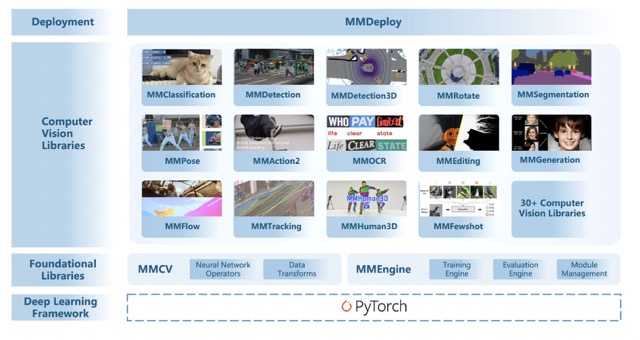 Deployment
MMDeploy
Computer
Vision
Libraries
MMClassification
MMDetection
MMDetection3D
MMRotate
MMSegmentation
MMPose
MMAction2
WHO PAY limited
life clear state
Life CLEAR STATE
MMOCR
MMEditing
MMGeneration
MMFlow
MMTracking
MMHuman3D
MMHuman3D
MMFewshot
30+ Computer
Vision Libraries
Foundational
Libraries
MMCV
Neural Network
Operators
Data
Transforms
MMEngine
Training
Engine
Evaluation
Engine
Module
Management
Deep Learning
Framework
PyTorch